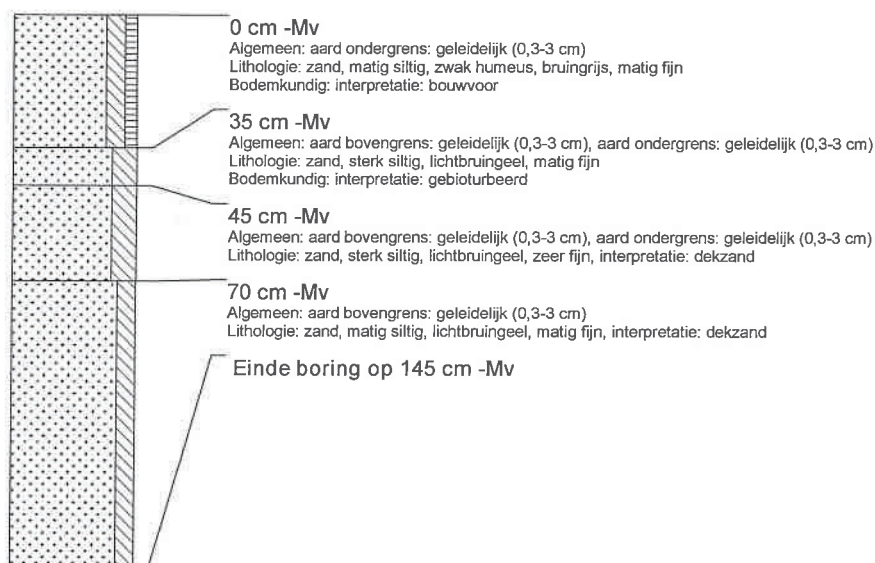 0 cm -Mv
Algemeen: aard ondergrens: geleidelijk (0,3-3 cm)
Lithologie: zand, matig siltig, zwak humeus, bruingrijs, matig fijn
Bodemkundig: interpretatie: bouwvoor
35 cm -Mv
Algemeen: aard bovengrens: geleidelijk (0,3-3 cm), aard ondergrens: geleidelijk (0,3-3 cm)
Lithologie: zand, sterk siltig, lichtbruingeel, matig fijn
Bodemkundig: interpretatie: gebioturbeerd
45 cm -Mv
Algemeen: aard bovengrens: geleidelijk (0,3-3 cm), aard ondergrens: geleidelijk (0,3-3 cm)
Lithologie: zand, sterk siltig, lichtbruingeel, zeer fijn, interpretatie: dekzand
70 cm -Mv
Algemeen: aard bovengrens: geleidelijk (0,3-3 cm)
Lithologie: zand, matig siltig, lichtbruingeel, matig fijn, interpretatie: dekzand
Einde boring op 145 cm -Mv